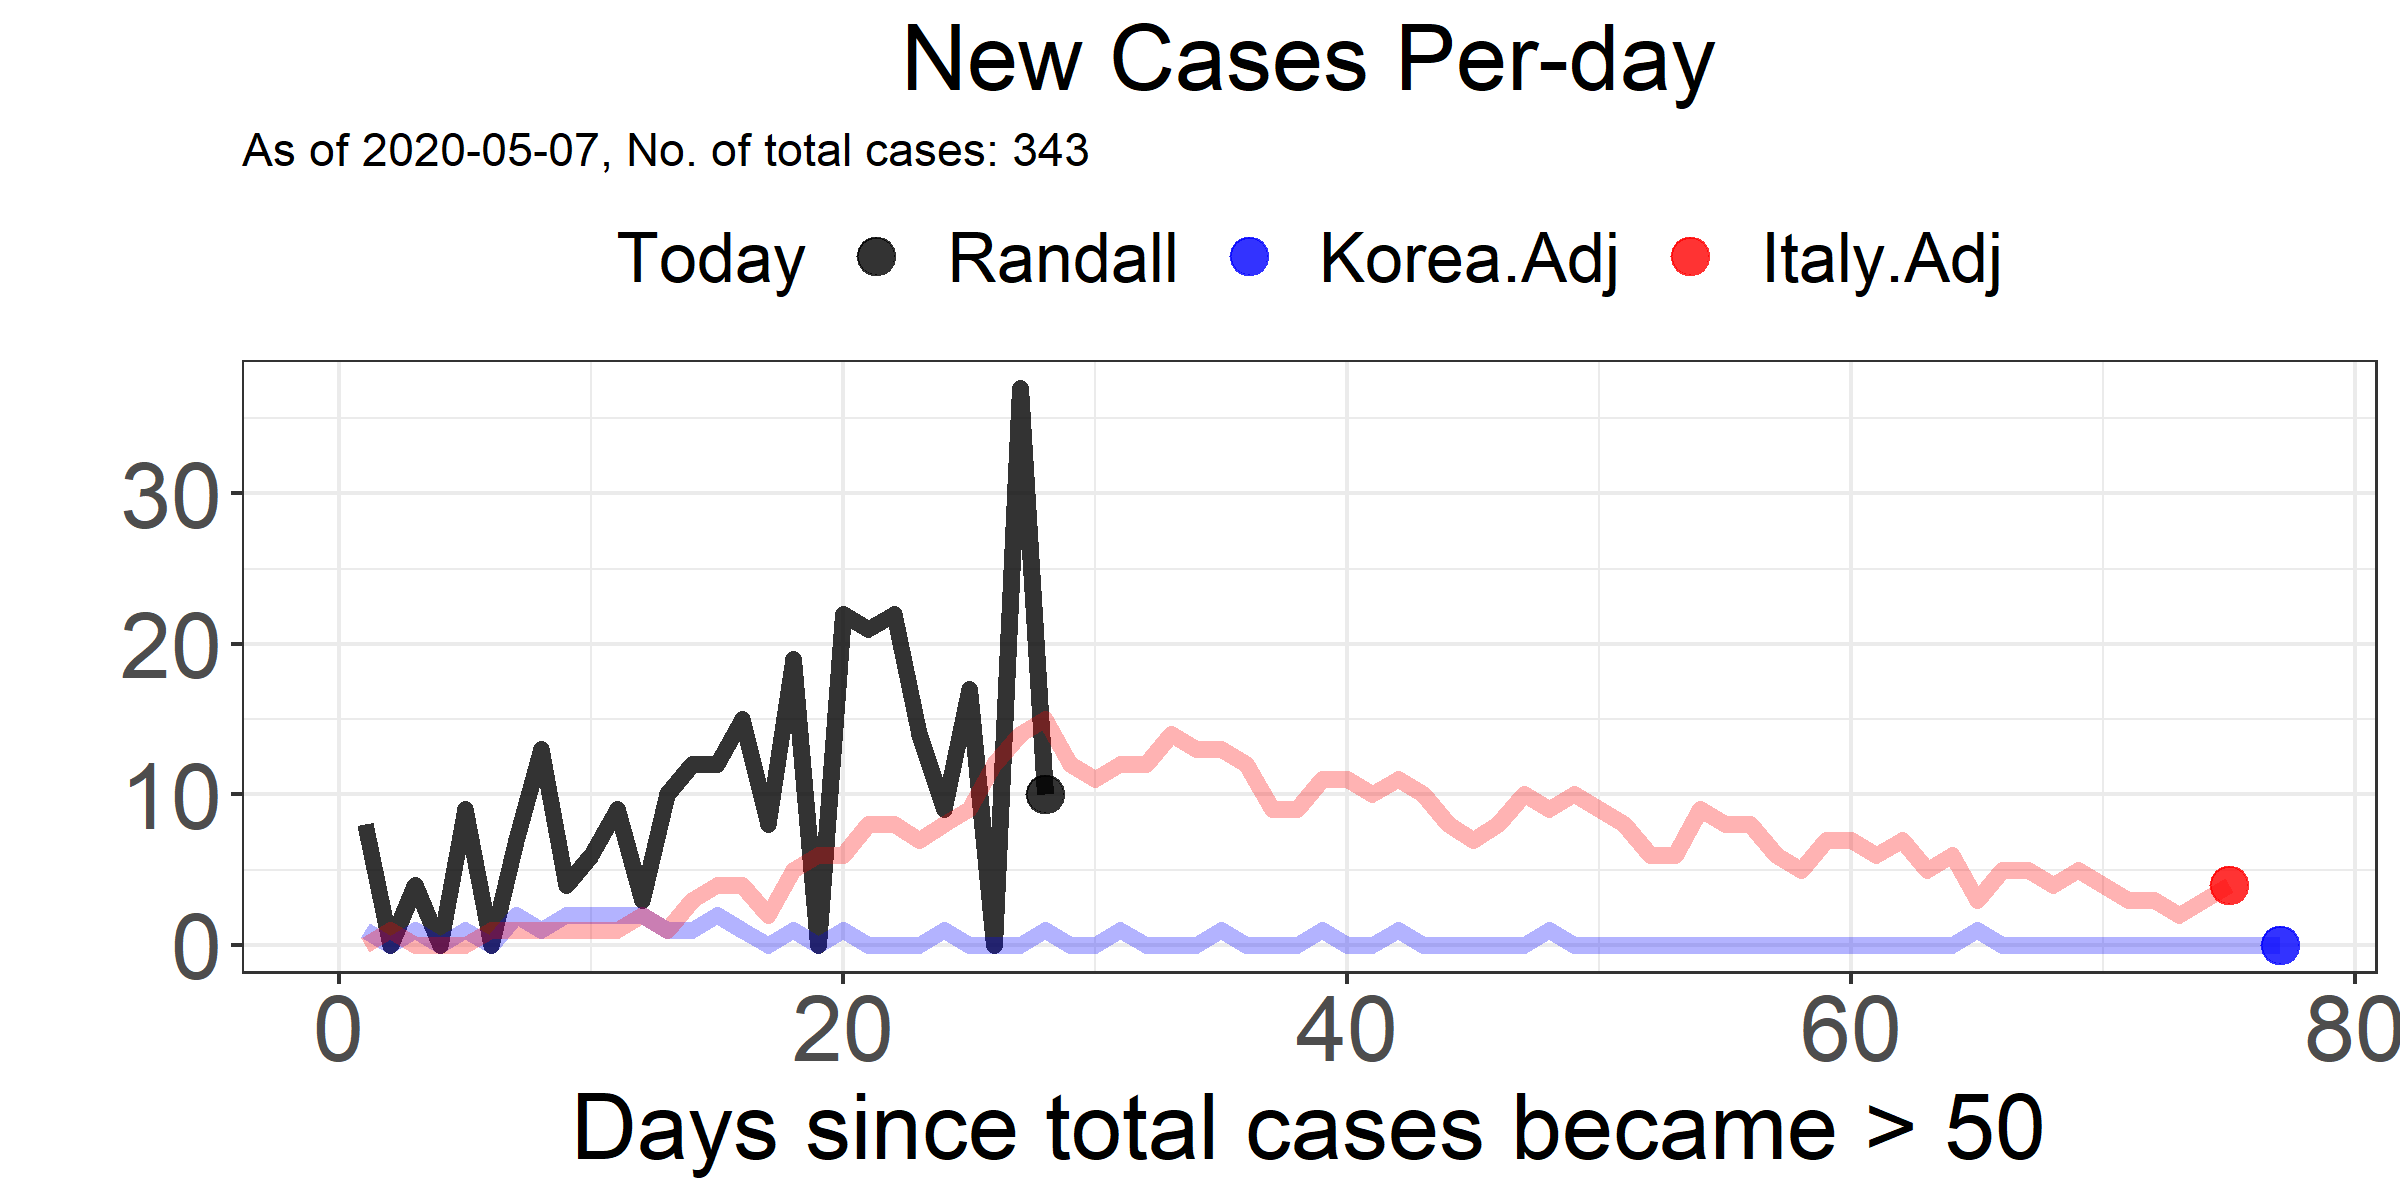 New Cases Per-day
As of 2020-05-07, No. of total cases: 343
Today Randall Korea.Adj Italy.Adj
30
20
10
0
0 20 40 60 80
Days since total cases became > 50